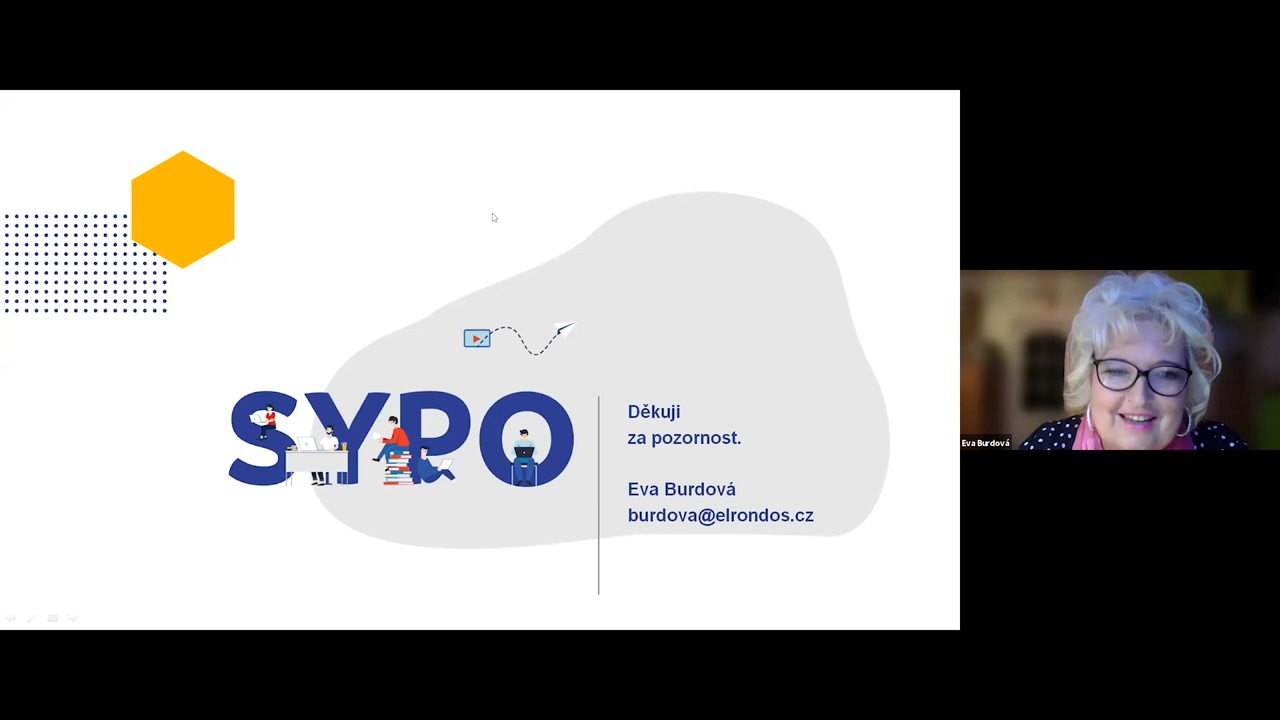 SYPO
Děkuji
za pozornost.
Eva Burdová
burdova@elrondos.cz
Eva Burdová